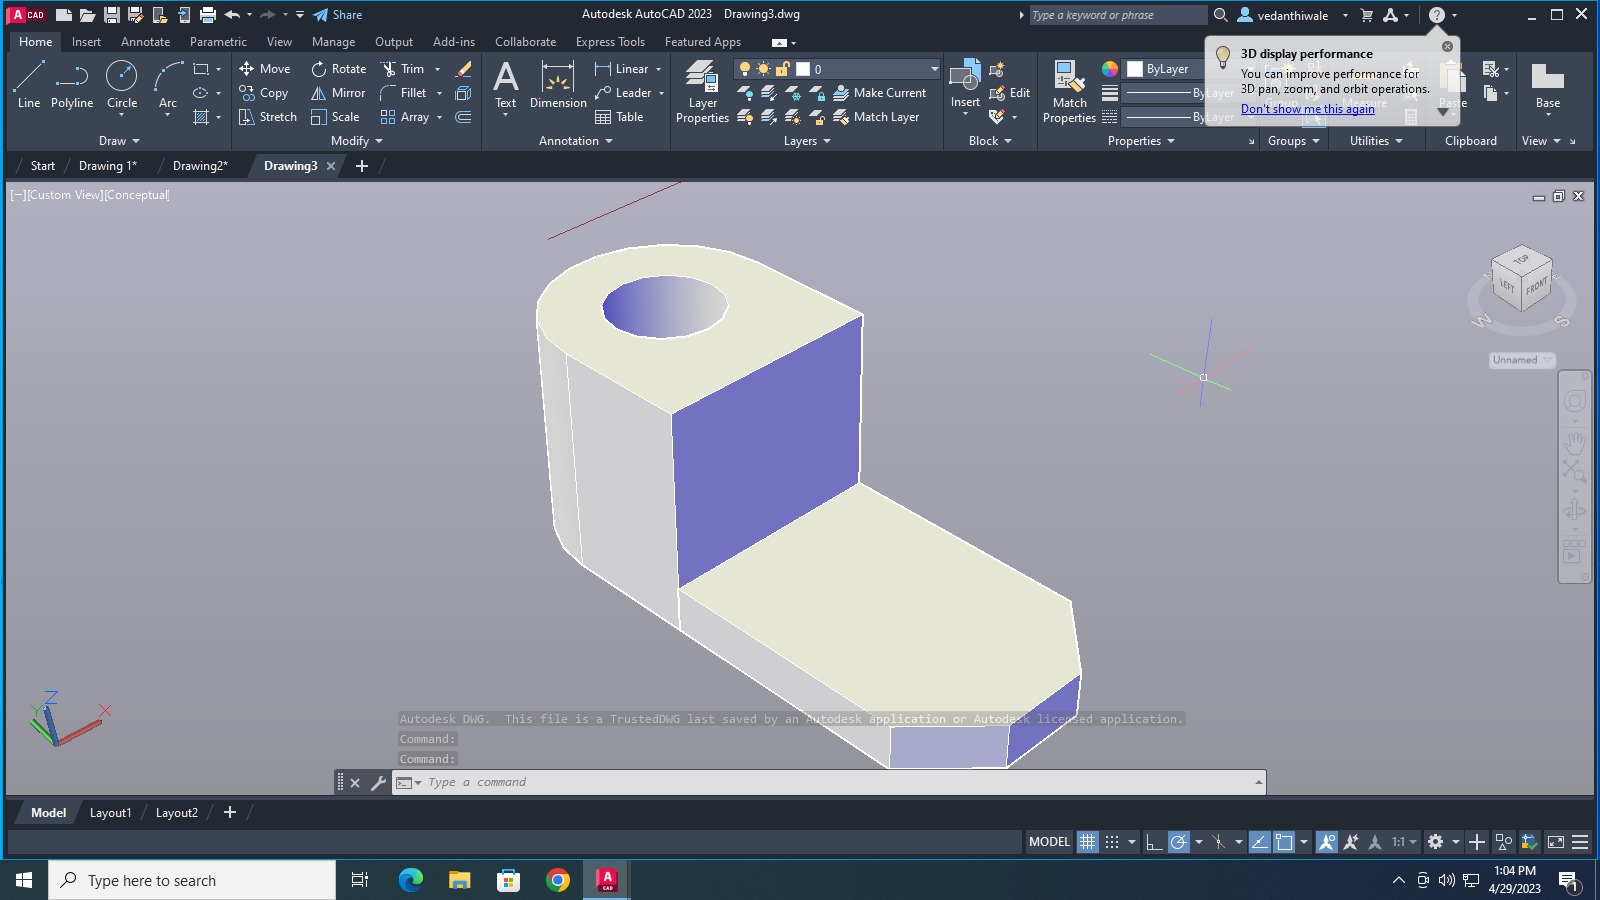 A CAD
Share
Autodesk AutoCAD 2023 Drawing3.dwg
Type a keyword or phrase
vedanthiwale
Home Insert Annotate Parametric View Manage Output Add-ins Collaborate Express Tools Featured Apps
3D display performance
You can improve performance for
3D pan, zoom, and orbit operations.
Don't show me this again
Line Polyline Circle Arc
Move Rotate Trim
Copy Mirror Fillet
Stretch Scale Array
Text Dimension
Linear
Leader
Table
Layer
Properties
0
Make Current
Match Layer
Insert
Edit
Match
Properties
ByLayer
Group
Measure
Paste
Base
Draw Modify Annotation Layers Block Properties Groups Utilities Clipboard View
Start Drawing 1* Drawing2* Drawing3
[−][Custom View][Conceptual]
TOP
LEFT FRONT
W S
Unnamed
Z
Y X
Autodesk DWG. This file is a TrustedDWG last saved by an Autodesk application or Autodesk licensed application.
Command:
Command:
Type a command
Model Layout1 Layout2
MODEL
1:1
Type here to search
A CAD
1:04 PM
4/29/2023
1